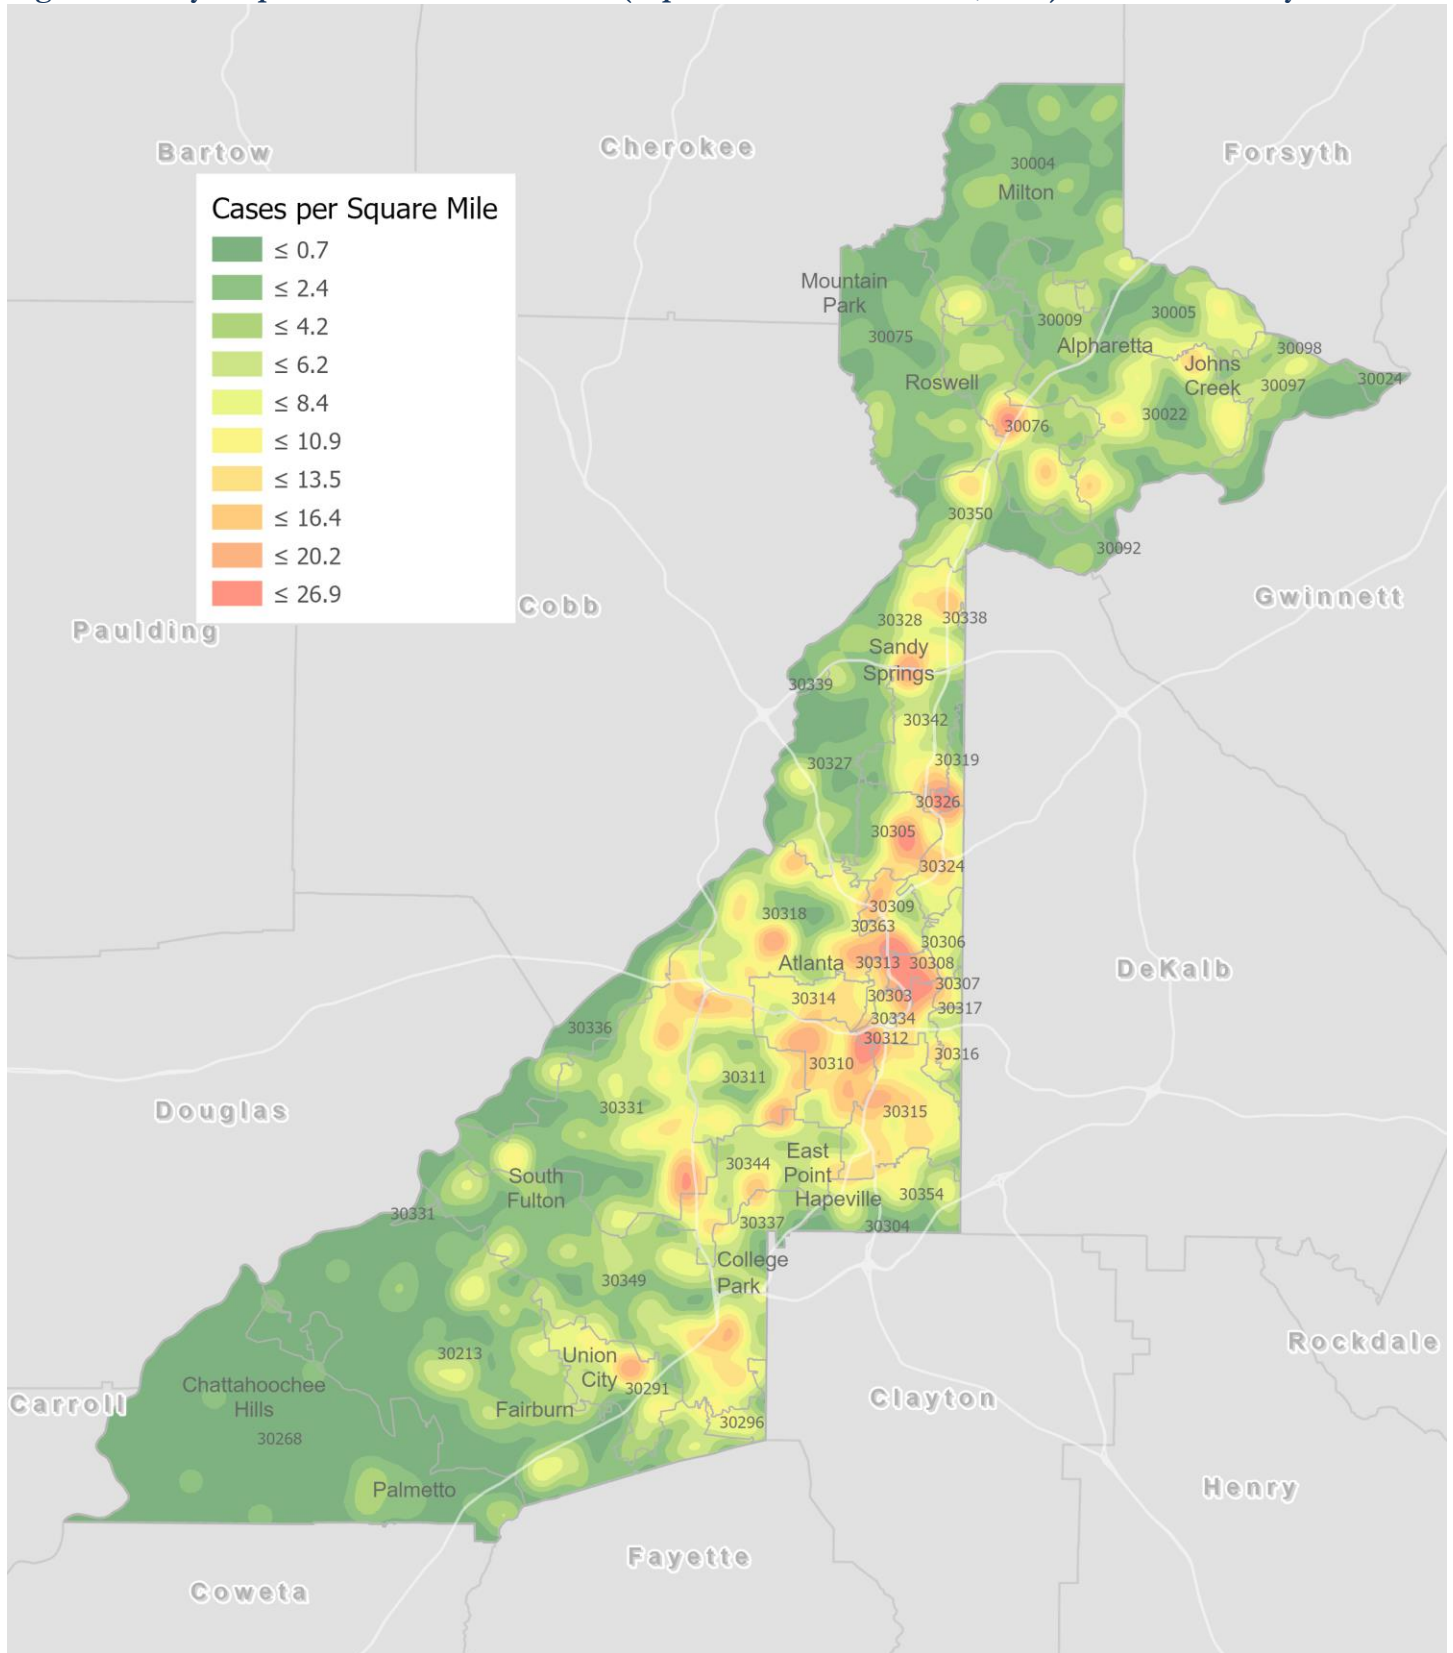 Bartow
Cherokee
Forsyth
Cases per Square Mile
≤ 0.7
≤ 2.4
≤ 4.2
≤ 6.2
≤ 8.4
≤ 10.9
≤ 13.5
≤ 16.4
≤ 20.2
≤ 26.9
30004
Milton
Mountain
Park
30075
30009
30005
Alpharetta
30098
Johns
Creek
30097
30024
Roswell
30022
30076
30350
30092
Cobb
Gwinnett
Paulding
30328
30338
Sandy
Springs
30339
30342
30319
30327
30326
30305
30324
30318
30309
30363
30306
Atlanta
30313
30308
DeKalb
30307
30314
30303
30317
30334
30336
30312
30316
30310
30311
Douglas
30331
30315
East
Point
30344
South
Fulton
Hapeville
30354
30331
30337
30304
College
Park
30349
Rockdale
30213
Union
City
30291
Chattahoochee
Hills
Carroll
Clayton
Fairburn
30296
30268
Palmetto
Henry
Fayette
Coweta